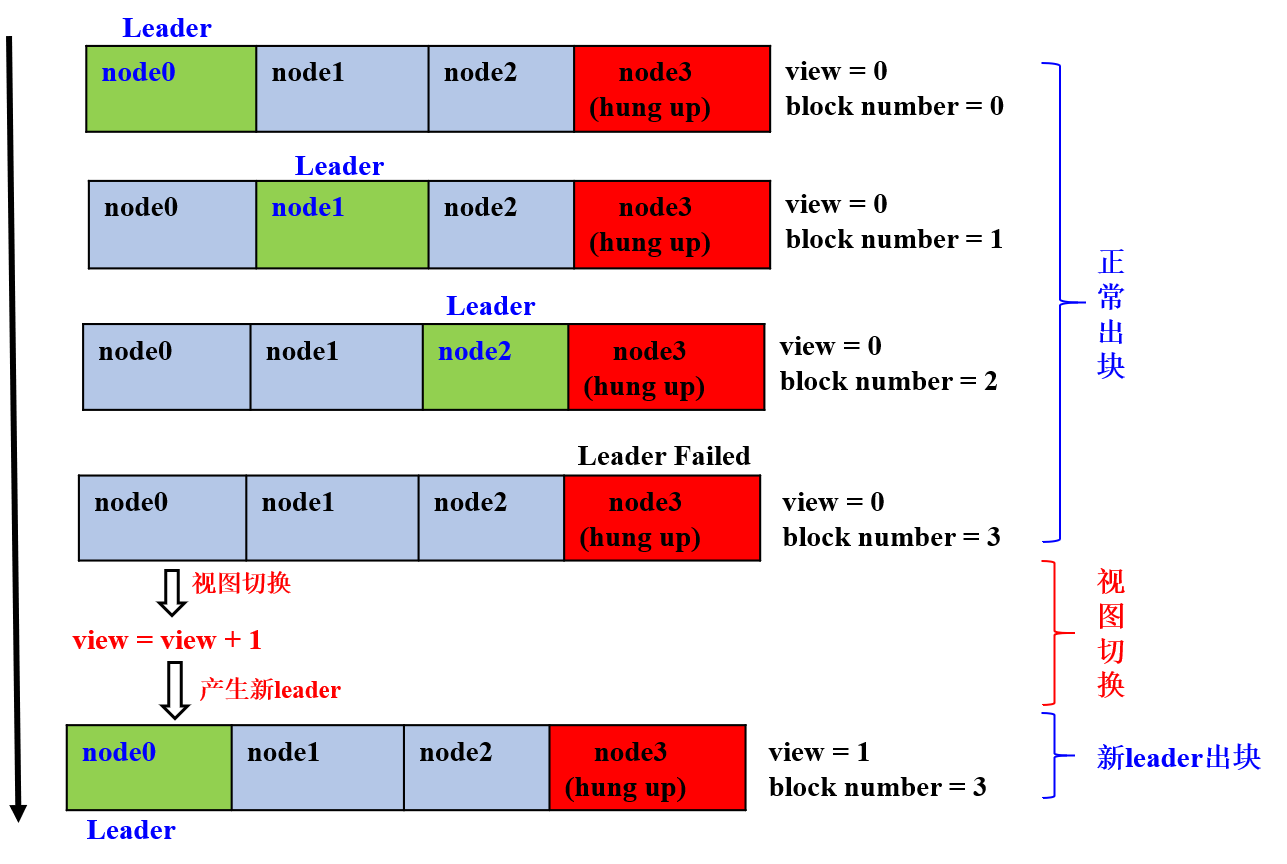 Leader
node0 node1 node2 node3 view = 0
(hung up) block number = 0
Leader
node0 node1 node2 node3 view = 0
(hung up) block number = 1
正常出块
Leader
node0 node1 node2 node3 view = 0
(hung up) block number = 2
Leader Failed
node0 node1 node2 node3 view = 0
(hung up) block number = 3
视图切换
view = view + 1
视图切换
产生新leader
node0 node1 node2 node3 view = 1
(hung up) block number = 3
新leader出块
Leader